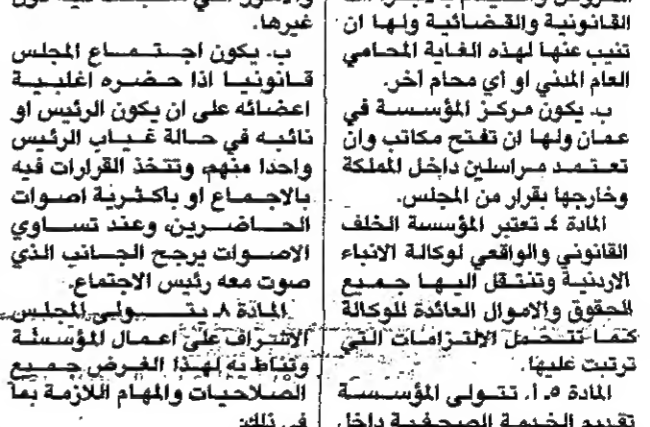 القانونية والقضائية ولها ان
تنيب عنها لهذه الغاية المحامي
العام المدني او أي محام آخر.
ب. يكون مركز المؤسسة في
عمان ولها ان تفتح مكاتب وان
تعتمد مراسلين داخل المملكة
وخارجها بقرار من المجلس.
المادة ٤. تعتبر المؤسسة الخلف
القانوني والواقعي لوكالة الانباء
الاردنية وتنتقل اليها جميع
الحقوق والاموال العائدة للوكالة
كما تتحمل الالتزامات التي
ترتبت عليها.
المادة ٥. أ. تتولى المؤسسة
تقديم الخدمة الصحفية داخل
غيرها.
ب. يكون اجتماع المجلس
قانونيا اذا حضره اغلبية
اعضائه على ان يكون الرئيس او
نائبه في حالة غياب الرئيس
واحدا منهم، وتتخذ القرارات فيه
بالاجماع او باكثرية اصوات
الحاضرين، وعند تساوي
الاصوات يرجح الجانب الذي
صوت معه رئيس الاجتماع.
المادة ٨. يتولى المجلس
الاشراف على اعمال المؤسسة
وتناط به لهذا الغرض جميع
الصلاحيات والمهام اللازمة بما
في ذلك: